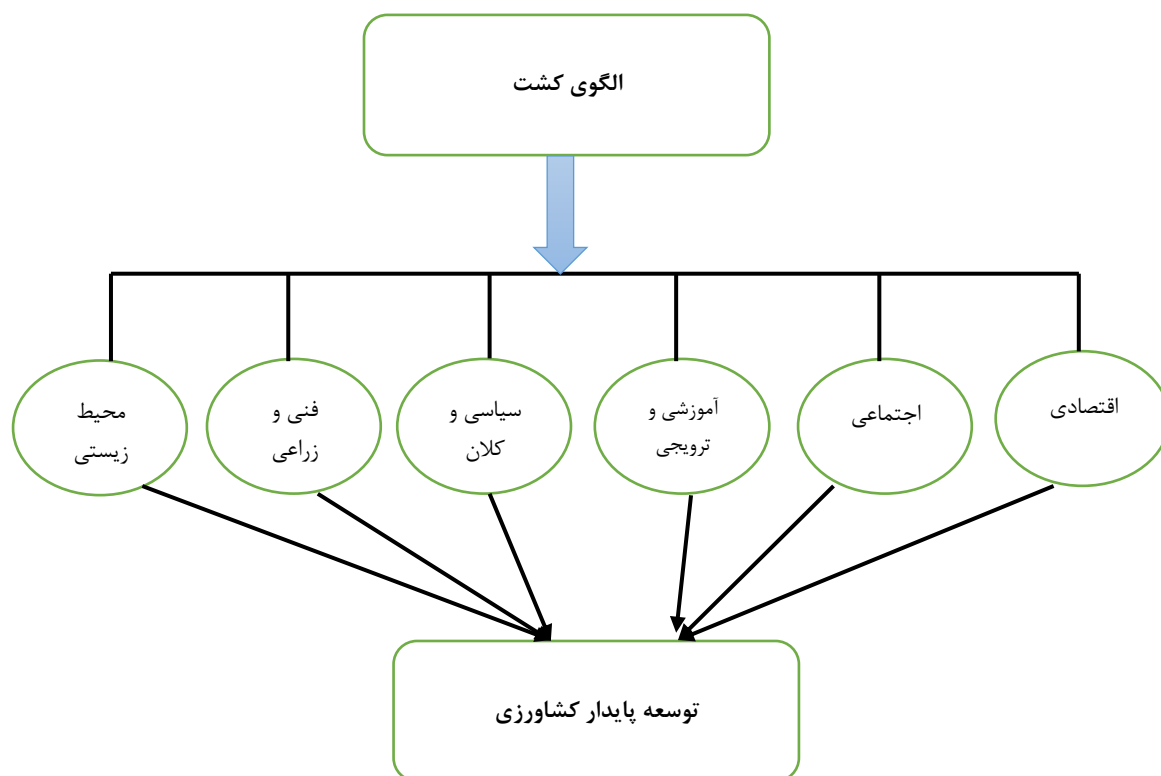 الگوی کشت
اقتصادی
اجتماعی
آموزشی و
ترویجی
سیاسی و
کلان
فنی و
زراعی
محیط
زیستی
توسعه پایدار کشاورزی